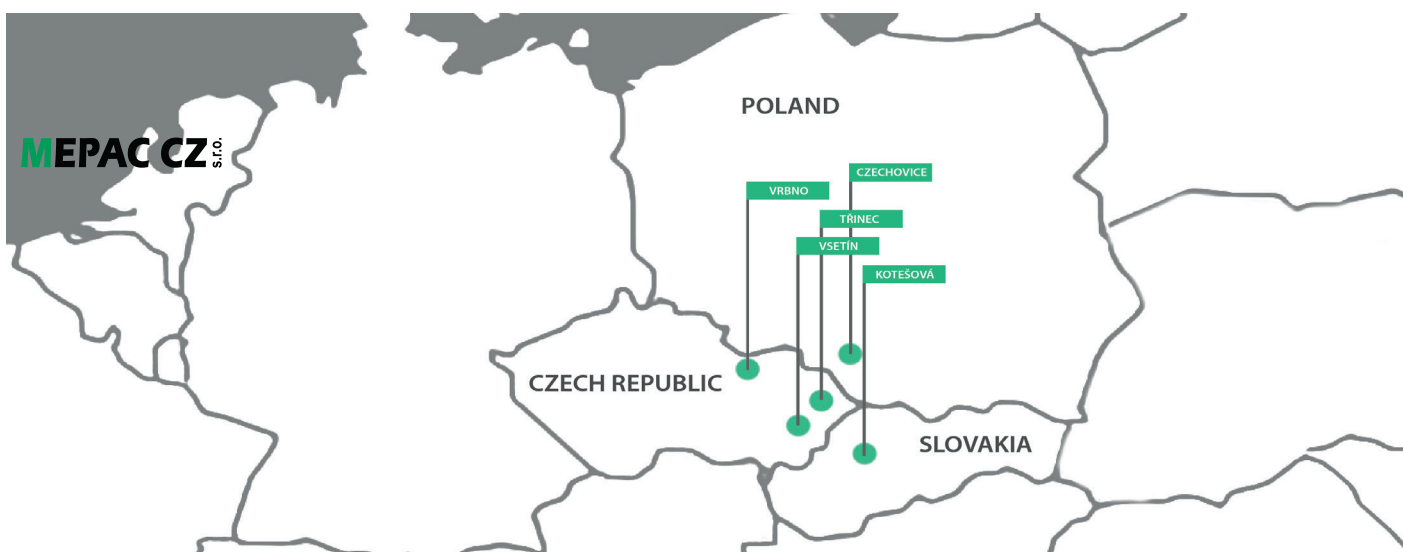 POLAND
MEPAC CZ s.r.o.
CZECHOVICE
VRBNO
TŘINEC
VSETÍN
KOTEŠOVÁ
CZECH REPUBLIC
SLOVAKIA